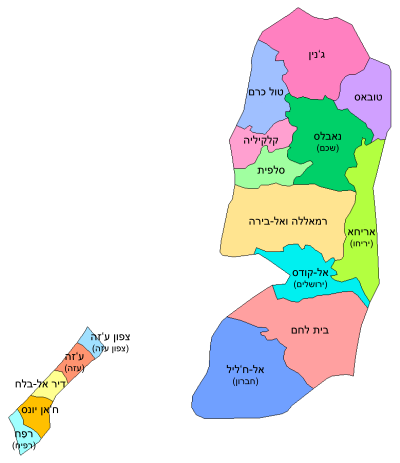 ג'נין
טול כרם
טובאס
נאבלס
(שכם)
קלקיליה
סלפית
רמאללה ואל-בירה
אריחא
(יריחו)
אל-קודס
(ירושלים)
בית לחם
אל-ח'ליל
(חברון)
צפון ע'זה
(צפון עזה)
ע'זה
(עזה)
דיר אל-בלח
ח'אן יונס
רפח
(רפיח)